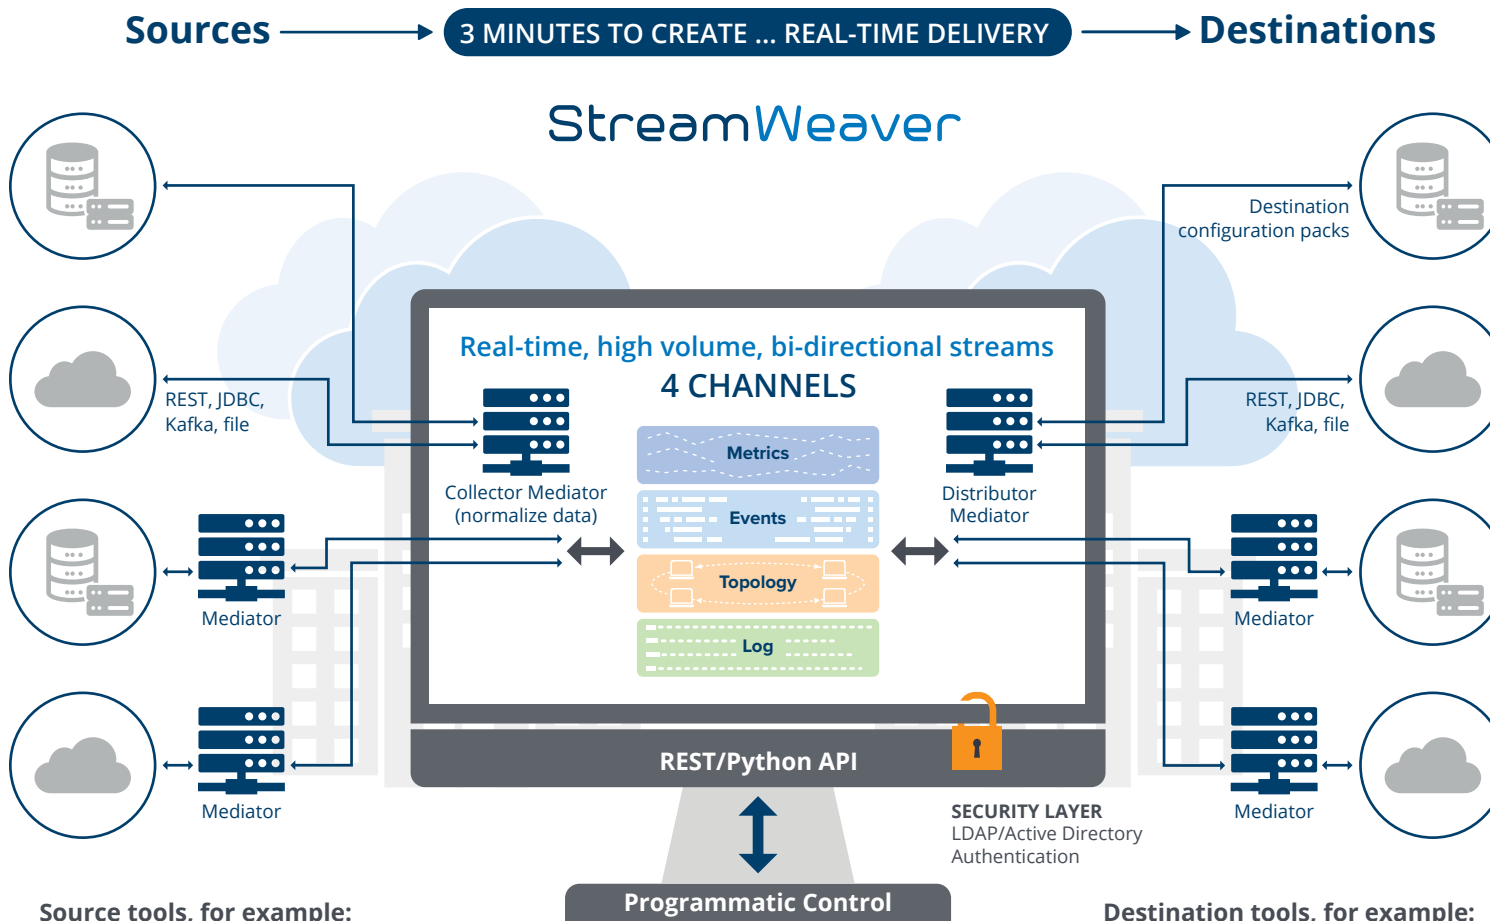 Sources
3 MINUTES TO CREATE ... REAL-TIME DELIVERY
Destinations
StreamWeaver
Destination
configuration packs
Real-time, high volume, bi-directional streams
4 CHANNELS
REST, JDBC,
Kafka, file
REST, JDBC,
Kafka, file
Metrics
Collector Mediator
(normalize data)
Distributor
Mediator
Events
Topology
Mediator
Mediator
Log
REST/Python API
Mediator
Mediator
SECURITY LAYER
LDAP/Active Directory
Authentication
Programmatic Control
Source tools, for example:
Destination tools, for example: